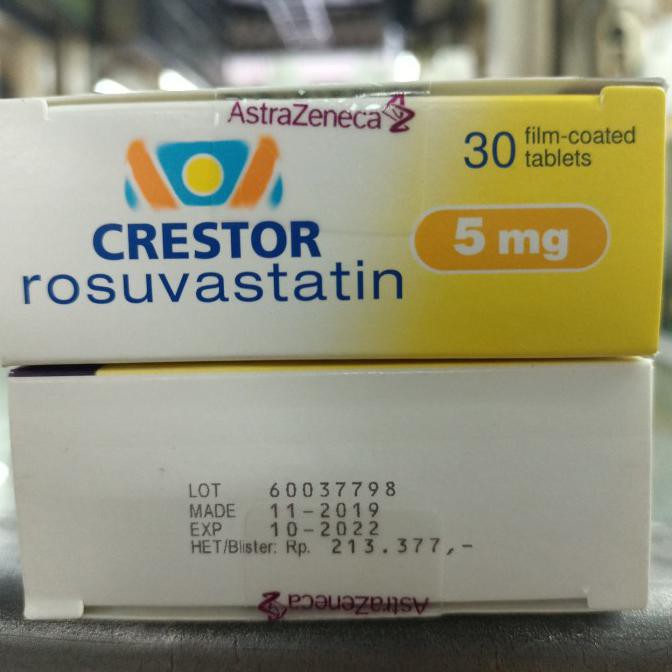 AstraZeneca
30 film-coated
tablets
CRESTOR
5 mg
rosuvastatin
LOT 60037798
MADE 11-2019
EXP 10-2022
HET/Blister: Rp. 213.377,-
AstraZeneca